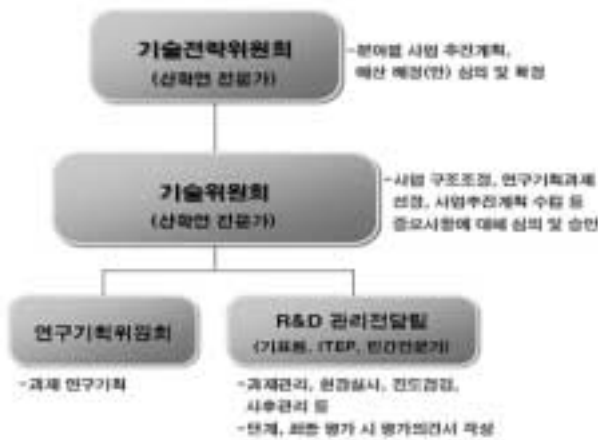 기술전략위원회
(산학연 전문가)
-분야별 사업 추진계획,
예산 배정(안) 심의 및 확정
기술위원회
(산학연 전문가)
-사업 구조조정, 연구기획과제
선정, 사업추진계획 수립 등
중요사항에 대해 심의 및 승인
연구기획위원회
-과제 연구기획
R&D 관리전담팀
(기표원, ITEP, 민간전문가)
-과제관리, 현장실사, 진도점검,
사후관리 등
-단계, 최종 평가 시 평가의견서 작성